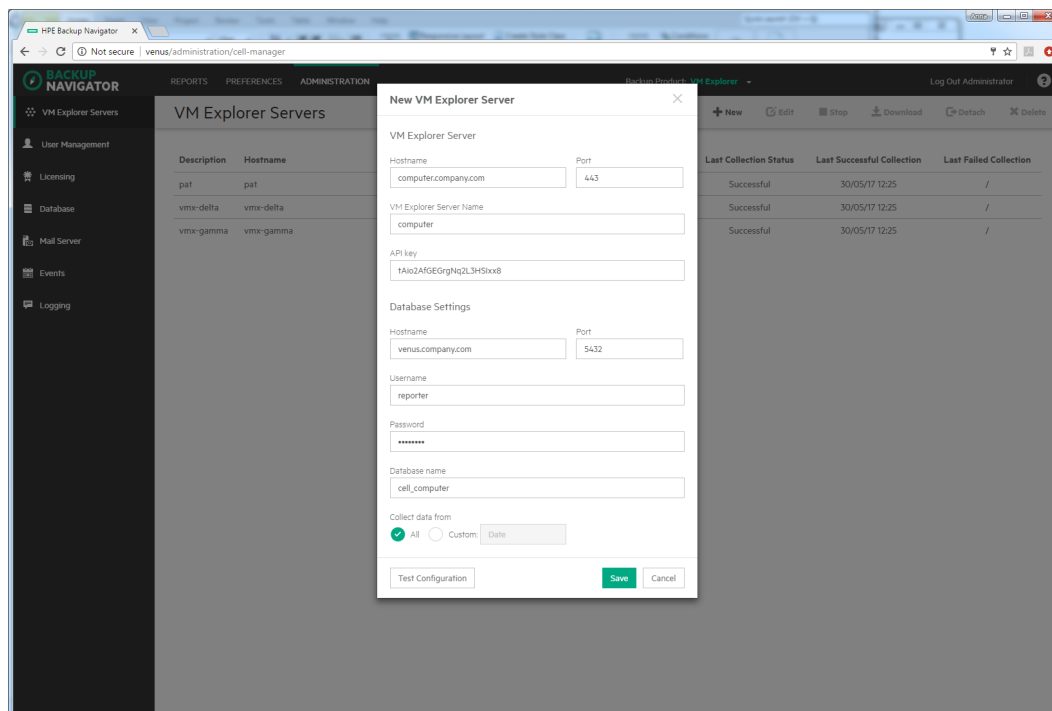 HPE Backup Navigator
Not secure | venus/administration/cell-manager
BACKUP
NAVIGATOR
REPORTS PREFERENCES ADMINISTRATION Backup Product: VM Explorer Log Out Administrator ?
VM Explorer Servers
User Management
Licensing
Database
Mail Server
Events
Logging
VM Explorer Servers New Edit Stop Download Detach Delete
Description Hostname Last Collection Status Last Successful Collection Last Failed Collection
pat pat Successful 30/05/17 12:25 /
vmx-delta vmx-delta Successful 30/05/17 12:25 /
vmx-gamma vmx-gamma Successful 30/05/17 12:25 /
New VM Explorer Server
VM Explorer Server
Hostname Port
computer.company.com 443
VM Explorer Server Name
computer
API key
Database Settings
Hostname Port
venus.company.com 5432
Username
reporter
Password
••••••••
Database name
cell_computer
Collect data from
All Custom: Date
Test Configuration Save Cancel